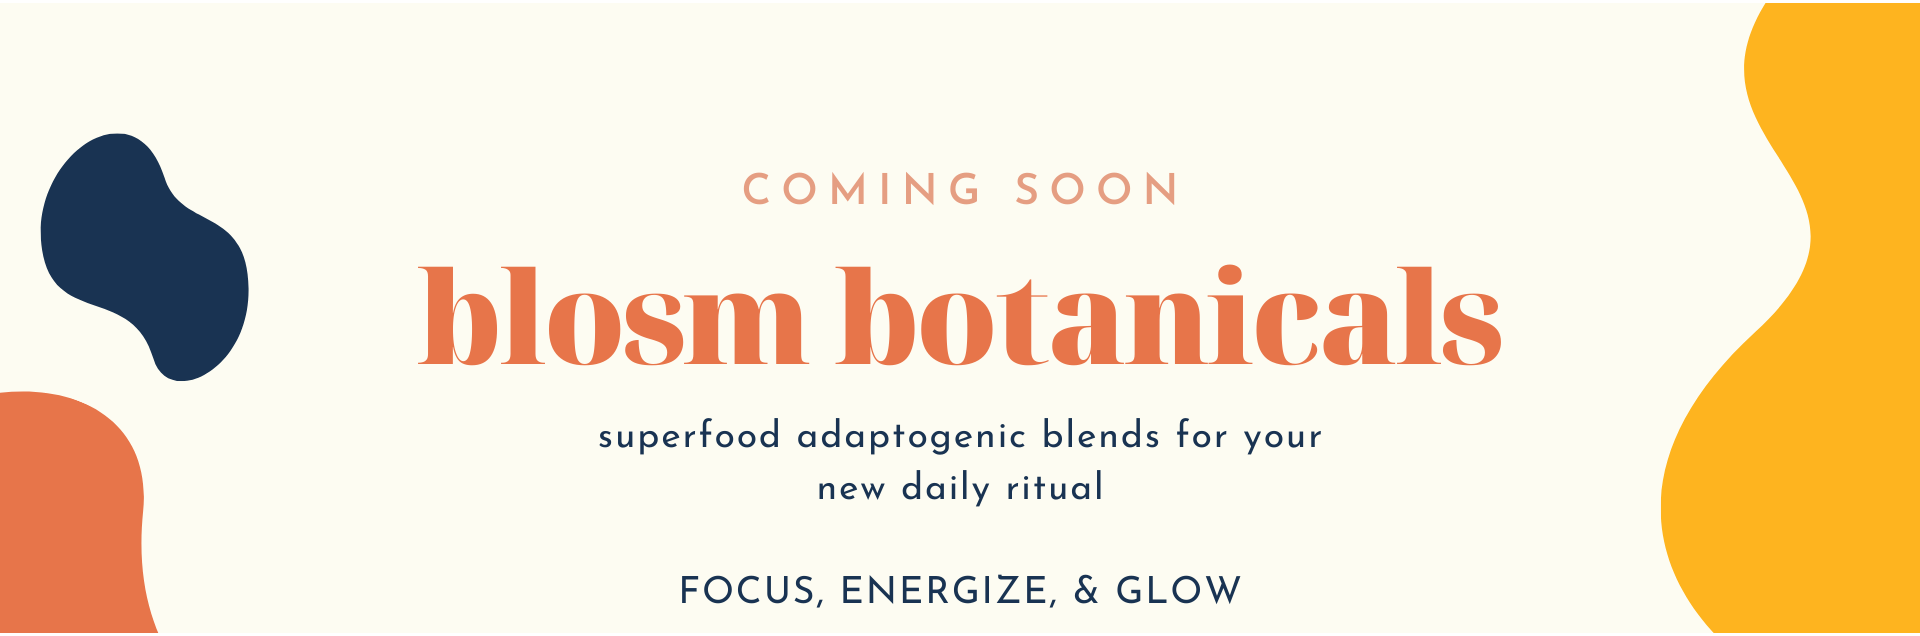 COMING SOON
blosm botanicals
superfood adaptogenic blends for your
new daily ritual
FOCUS, ENERGIZE, & GLOW